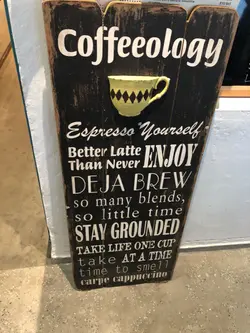 Coffeeology
Espresso Yourself
Better Latte
Than Never ENJOY
DEJA BREW
so many blends,
so little time
STAY GROUNDED
TAKE LIFE ONE CUP
take AT A TIME
time to smell
carpe cappuccino